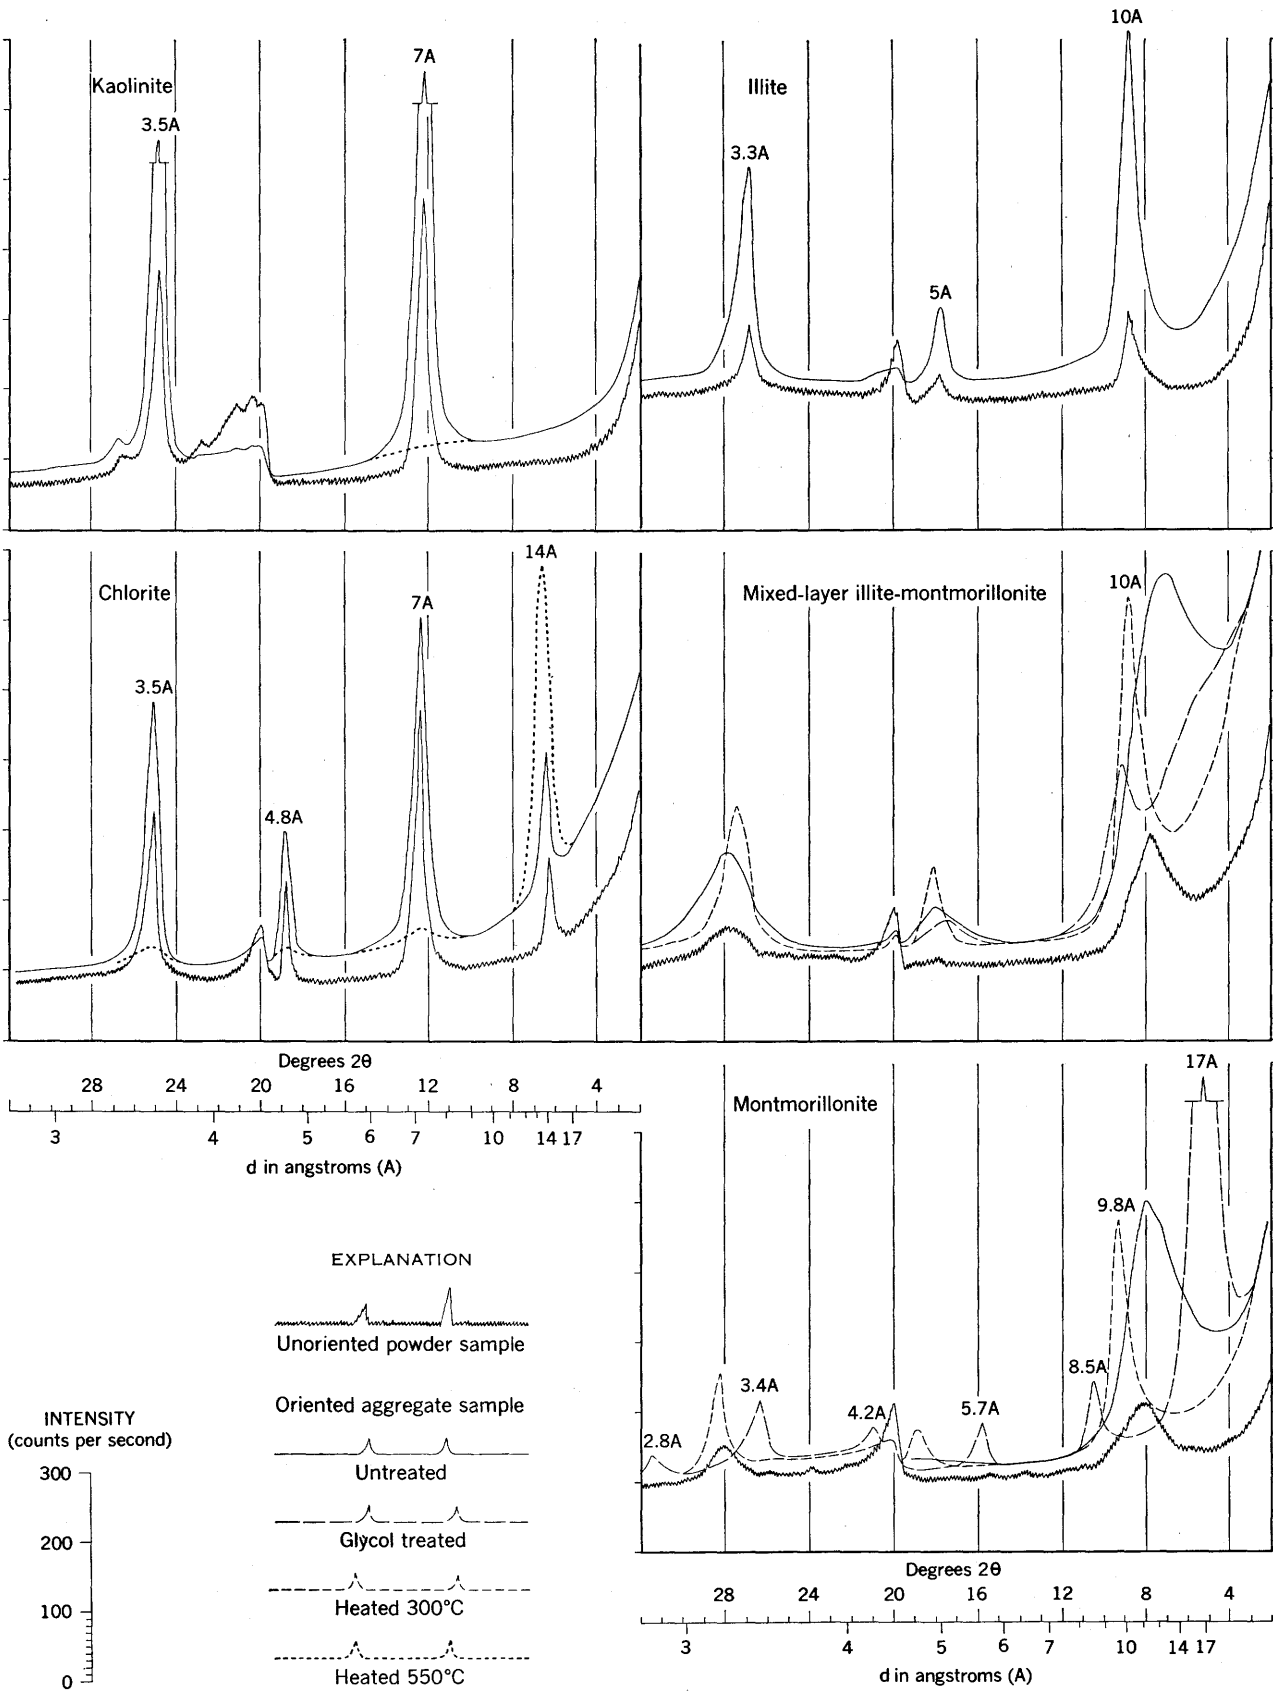 Kaolinite
3.5A
7A
Illite
3.3A
5A
10A
Chlorite
3.5A
4.8A
7A
14A
Mixed-layer illite-montmorillonite
10A
Degrees 2θ
28 24 20 16 12 8 4
3 4 5 6 7 10 14 17
d in angstroms (A)
Montmorillonite
2.8A
3.4A
4.2A
5.7A
8.5A
9.8A
17A
Degrees 2θ
28 24 20 16 12 8 4
3 4 5 6 7 10 14 17
d in angstroms (A)
EXPLANATION
Unoriented powder sample
Oriented aggregate sample
Untreated
Glycol treated
Heated 300°C
Heated 550°C
INTENSITY
(counts per second)
300
200
100
0